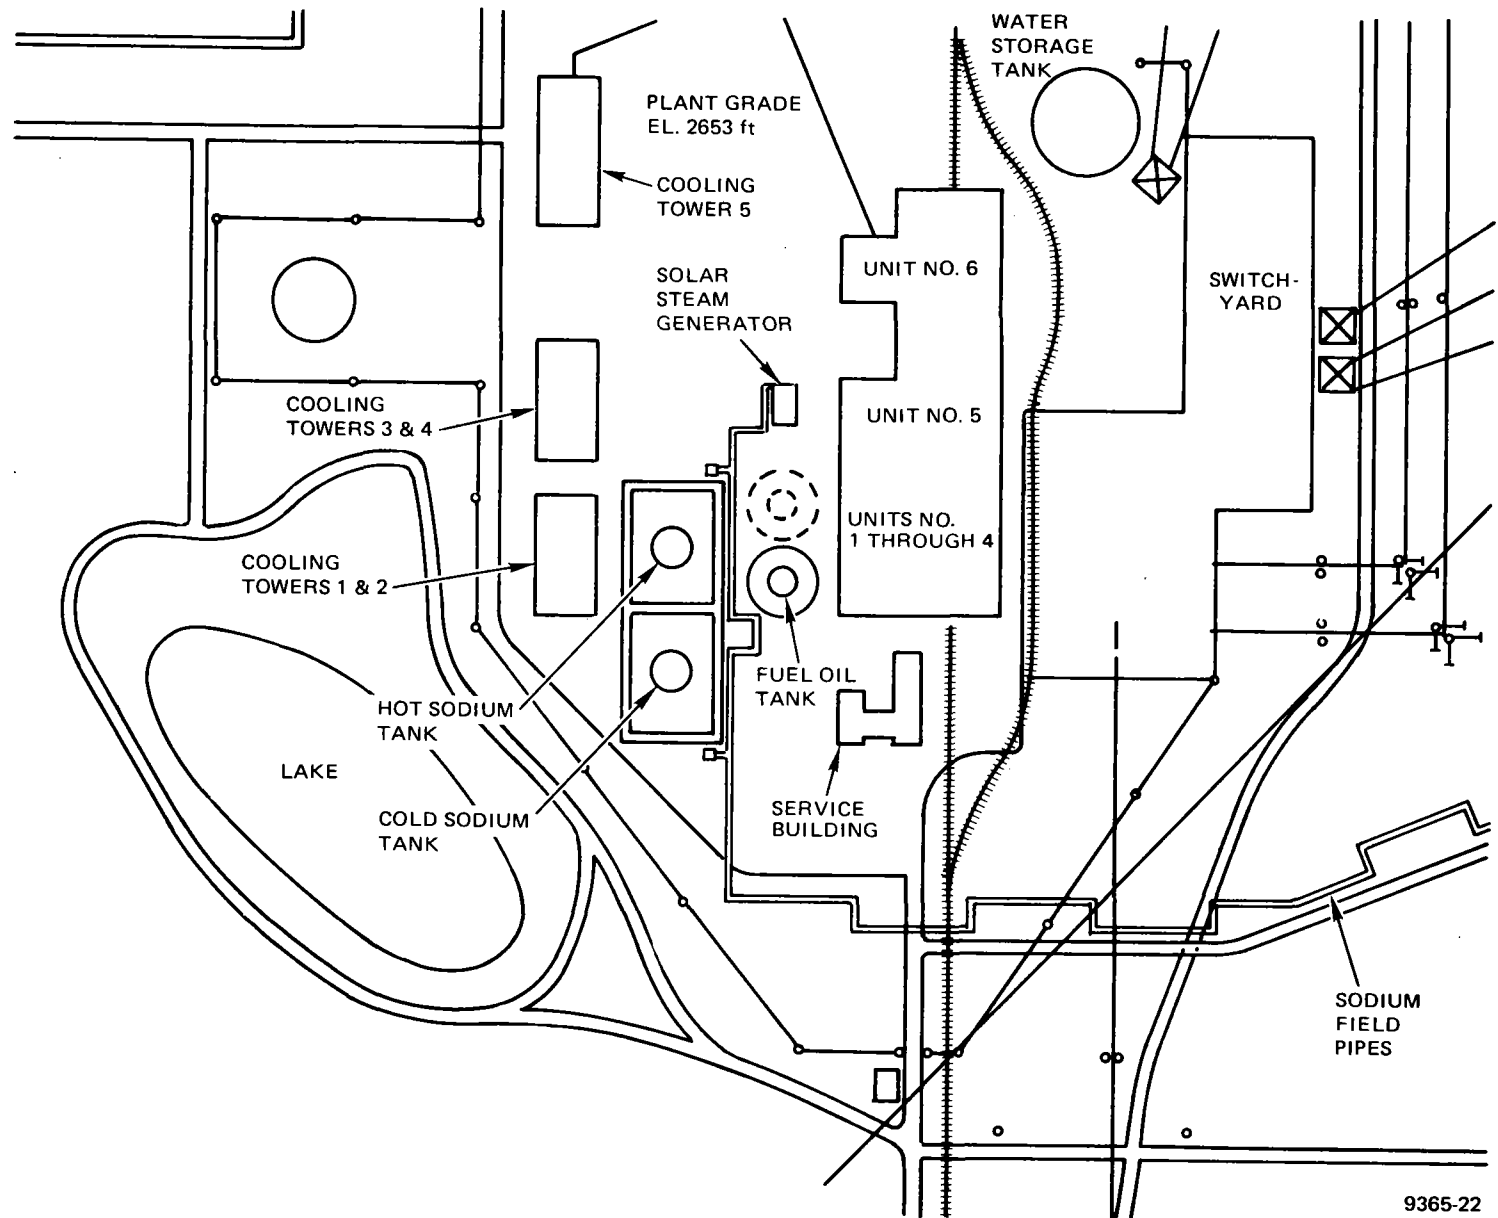 WATER
STORAGE
TANK
PLANT GRADE
EL. 2653 ft
COOLING
TOWER 5
UNIT NO. 6
SOLAR
STEAM
GENERATOR
SWITCH-
YARD
COOLING
TOWERS 3 & 4
UNIT NO. 5
UNITS NO.
1 THROUGH 4
COOLING
TOWERS 1 & 2
FUEL OIL
TANK
HOT SODIUM
TANK
LAKE
COLD SODIUM
TANK
SERVICE
BUILDING
SODIUM
FIELD
PIPES
9365-22